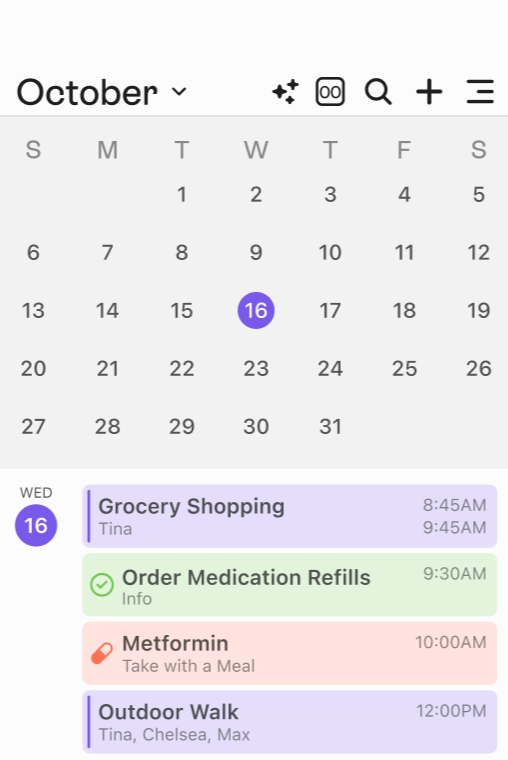 October
00
S M T W T F S
1 2 3 4 5
6 7 8 9 10 11 12
13 14 15 16 17 18 19
20 21 22 23 24 25 26
27 28 29 30 31
WED
16
Grocery Shopping 8:45AM
Tina 9:45AM
Order Medication Refills 9:30AM
Info
Metformin 10:00AM
Take with a Meal
Outdoor Walk 12:00PM
Tina, Chelsea, Max